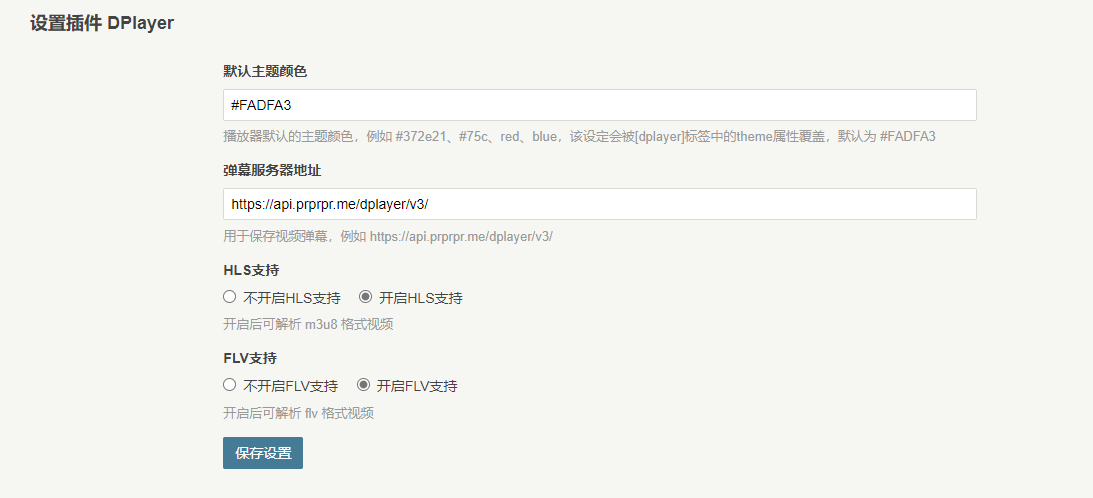 设置插件 DPlayer
默认主题颜色
#FADFA3
播放器默认的主题颜色，例如 #372e21、#75c、red、blue，该设定会被[dplayer]标签中的theme属性覆盖，默认为 #FADFA3
弹幕服务器地址
https://api.prprpr.me/dplayer/v3/
用于保存视频弹幕，例如 https://api.prprpr.me/dplayer/v3/
HLS支持
不开启HLS支持 开启HLS支持
开启后可解析 m3u8 格式视频
FLV支持
不开启FLV支持 开启FLV支持
开启后可解析 flv 格式视频
保存设置